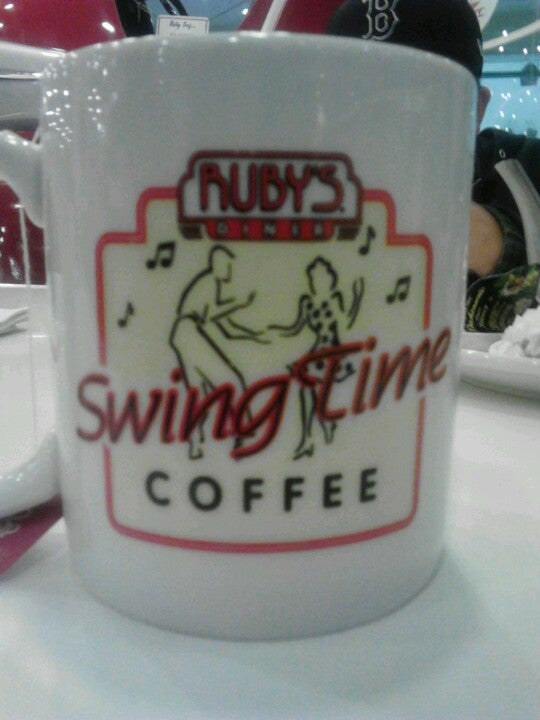 B
RUBY'S
DINER
Swing Time
COFFEE